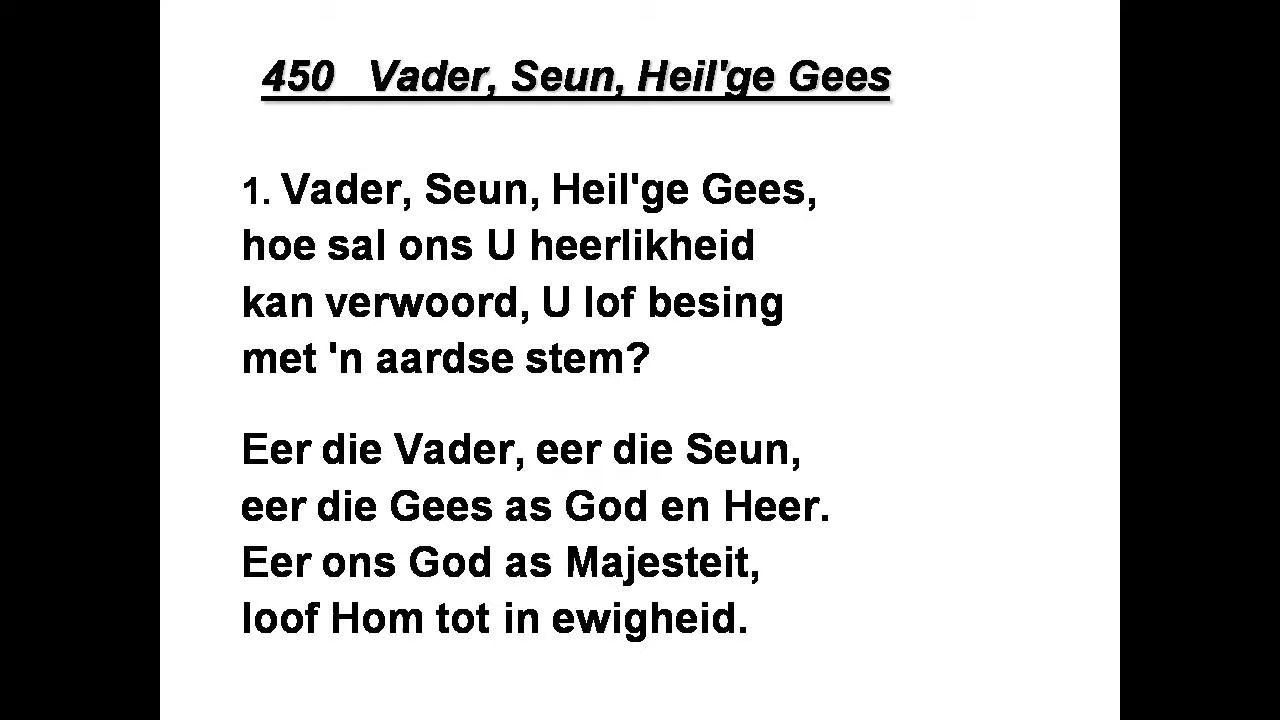 450 Vader, Seun, Heil'ge Gees
1. Vader, Seun, Heil'ge Gees,
hoe sal ons U heerlikheid
kan verwoord, U lof besing
met 'n aardse stem?
Eer die Vader, eer die Seun,
eer die Gees as God en Heer.
Eer ons God as Majesteit,
loof Hom tot in ewigheid.